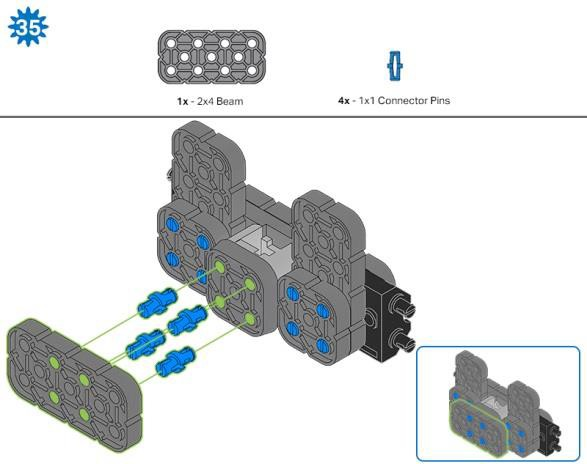 35
1x - 2x4 Beam
4x - 1x1 Connector Pins